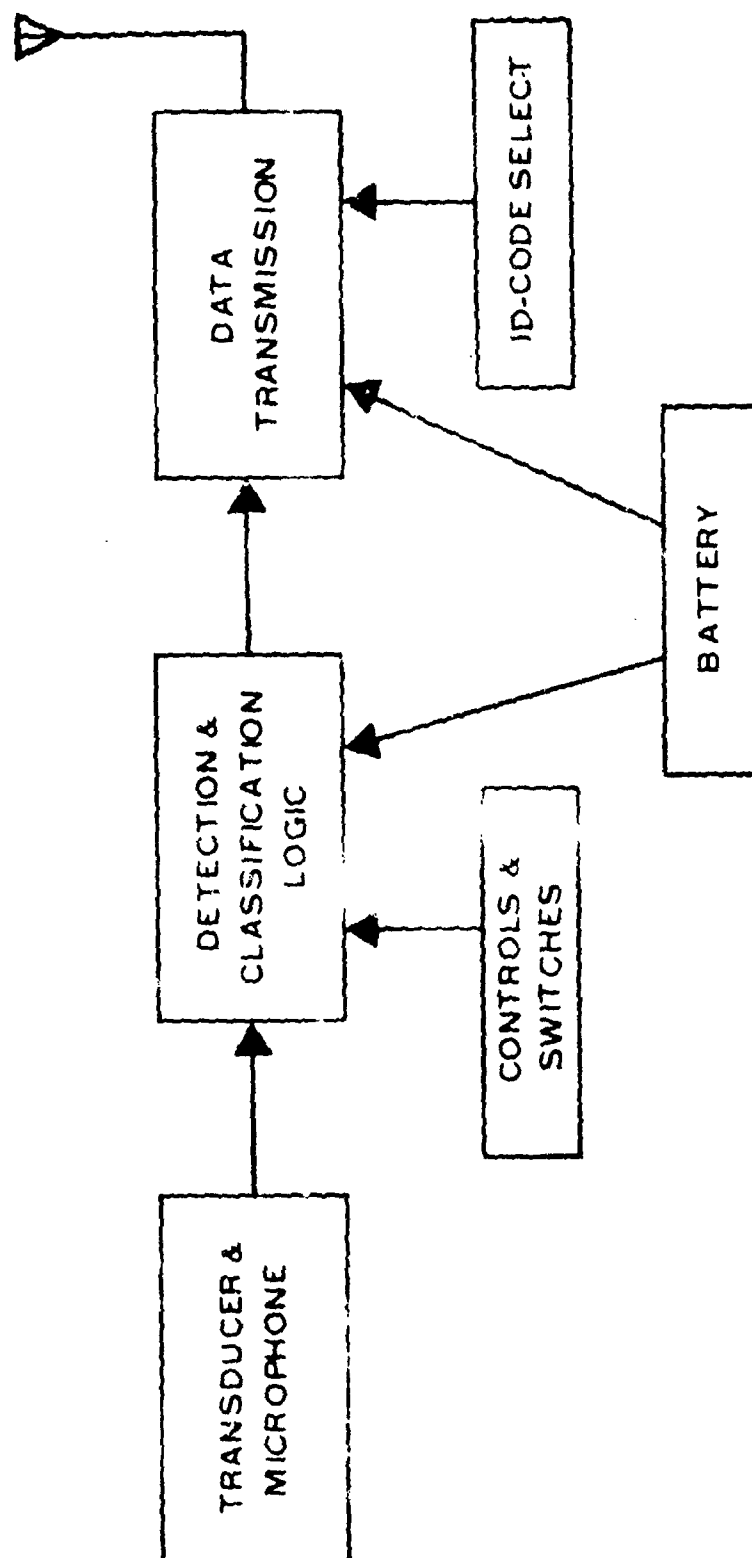 TRANSDUCER &
MICROPHONE
DETECTION &
CLASSIFICATION
LOGIC
DATA
TRANSMISSION
CONTROLS &
SWITCHES
ID-CODE SELECT
BATTERY